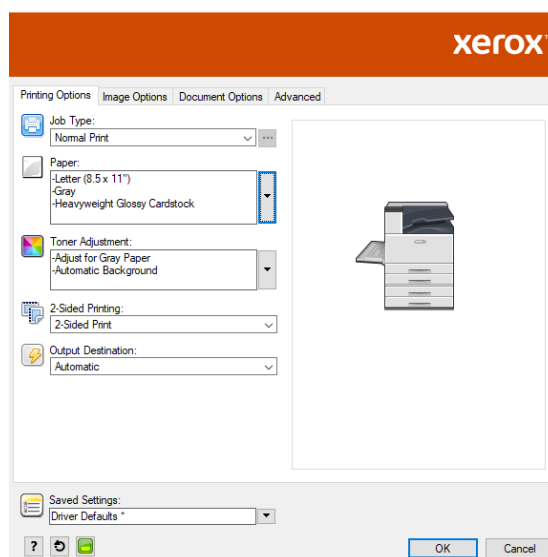 xerox™
Printing Options Image Options Document Options Advanced
Job Type:
Normal Print
Paper:
-Letter (8.5 x 11")
-Gray
-Heavyweight Glossy Cardstock
Toner Adjustment:
-Adjust for Gray Paper
-Automatic Background
2-Sided Printing:
2-Sided Print
Output Destination:
Automatic
Saved Settings:
Driver Defaults *
?
OK Cancel